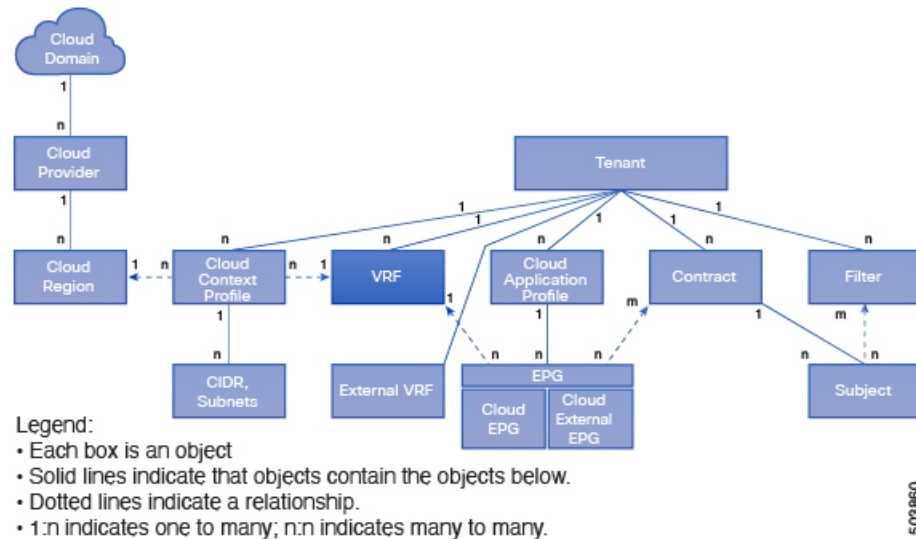 Cloud
Domain
1
n
Cloud
Provider
Tenant
1
n
1
1
1
1
1
n
n
n
n
n
Cloud
Region
1
n
Cloud
Context
Profile
n
1
VRF
Cloud
Application
Profile
Contract
Filter
1
1
1
m
m
1
n
n
n
n
n
n
CIDR,
Subnets
External VRF
EPG
Cloud
EPG
Cloud
External
EPG
Subject
Legend:
• Each box is an object
• Solid lines indicate that objects contain the objects below.
• Dotted lines indicate a relationship.
• 1:n indicates one to many; n:n indicates many to many.
503860